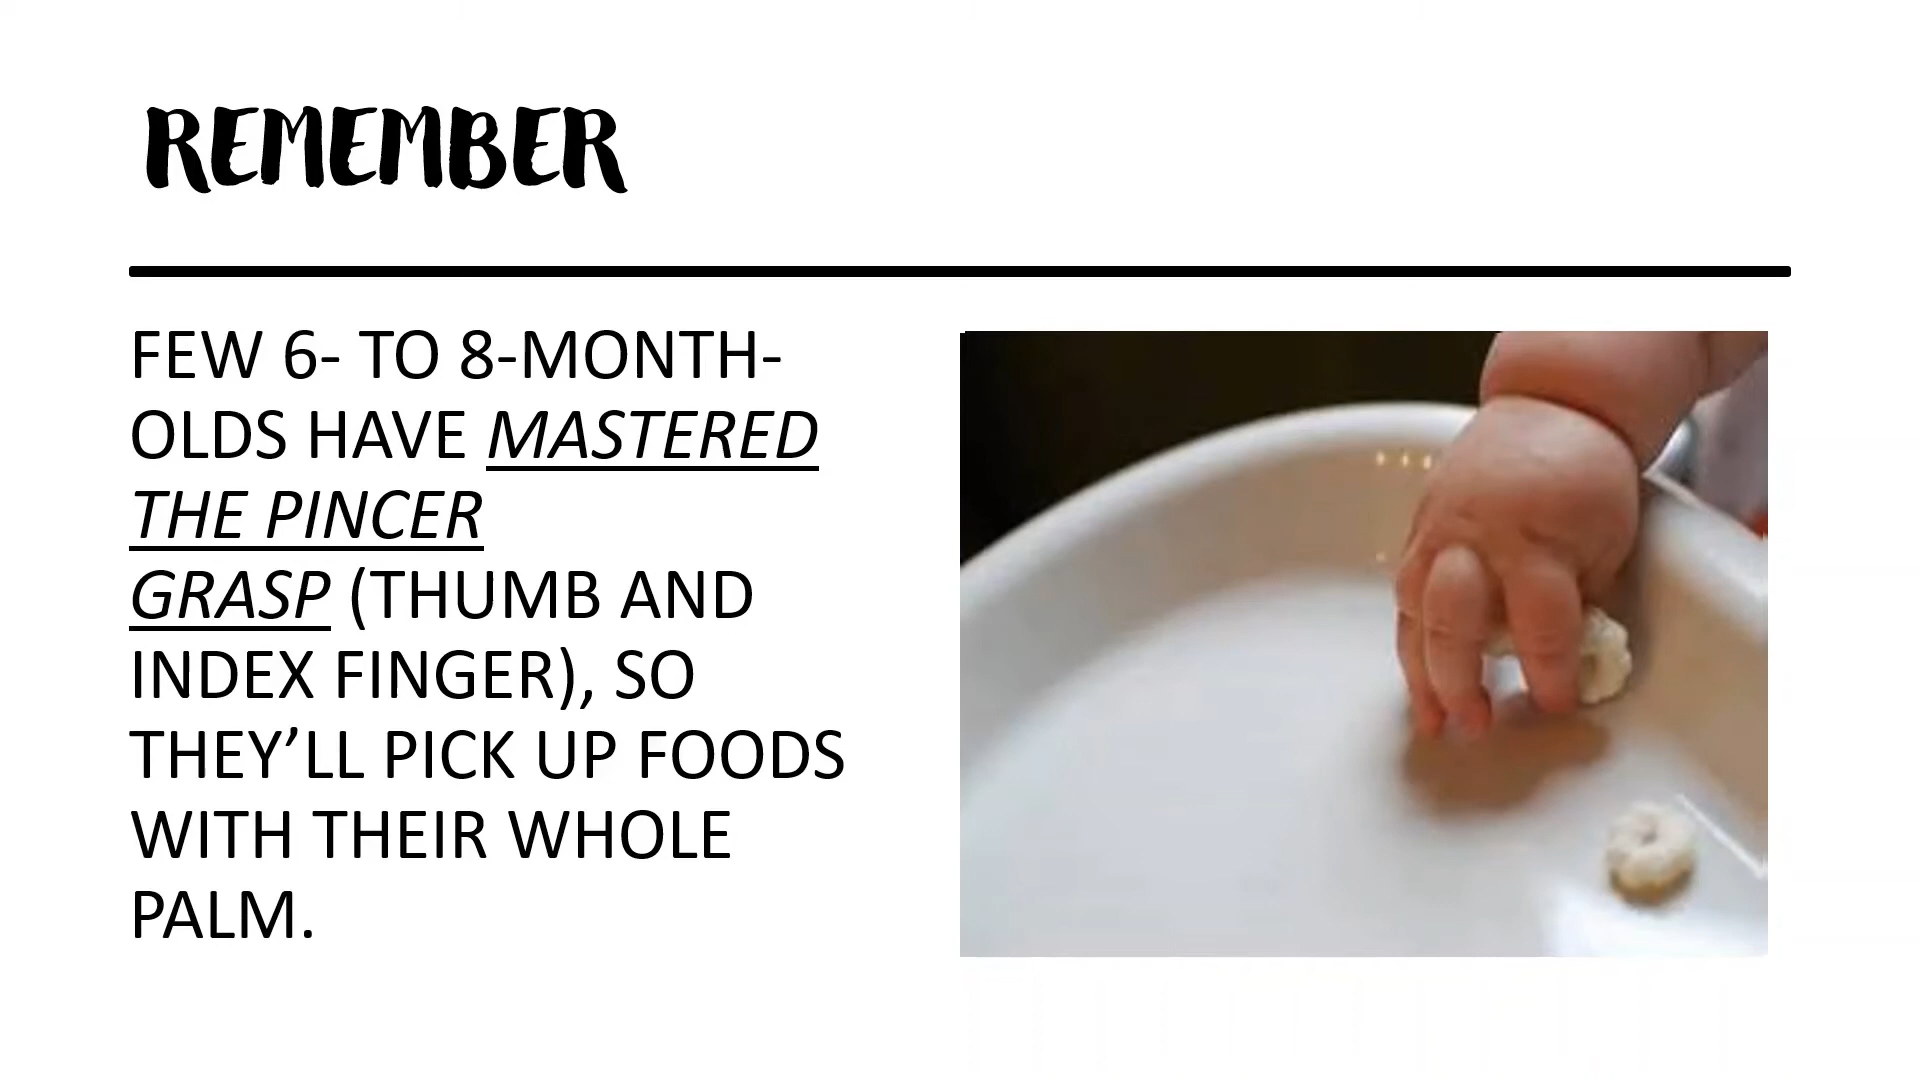 REMEMBER
FEW 6- TO 8-MONTH-
OLDS HAVE MASTERED
THE PINCER
GRASP (THUMB AND
INDEX FINGER), SO
THEY’LL PICK UP FOODS
WITH THEIR WHOLE
PALM.